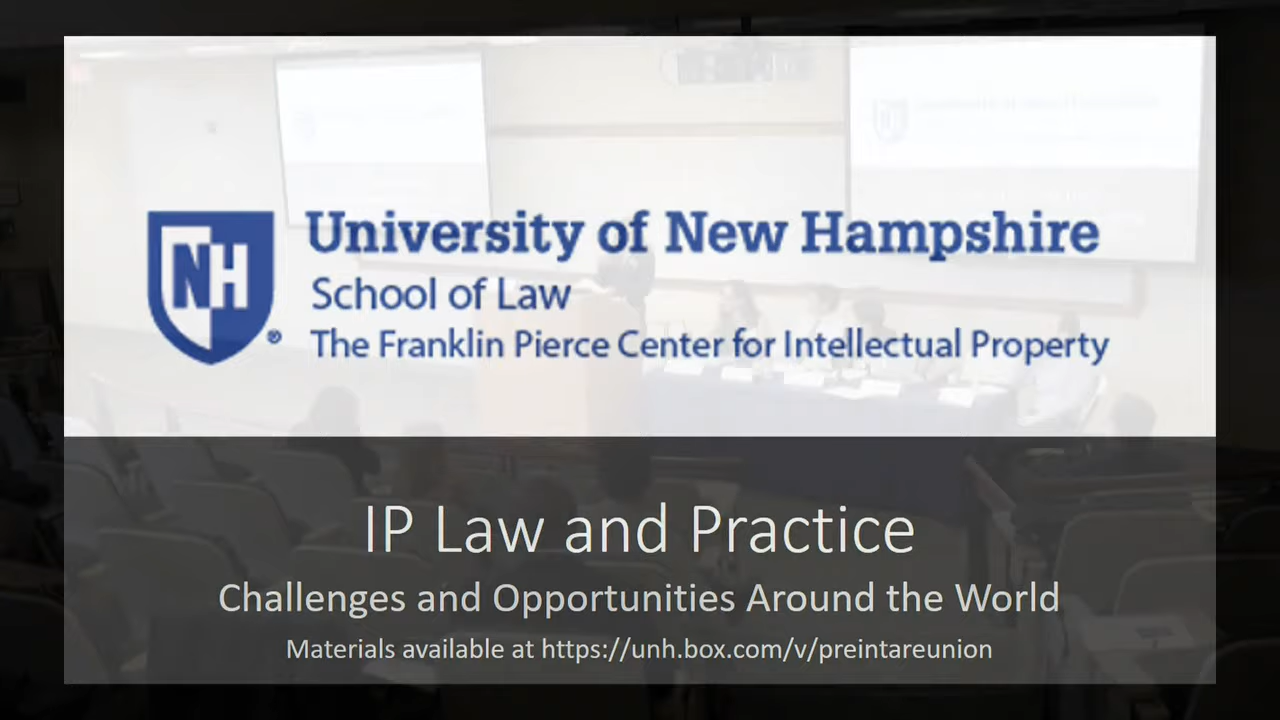 NH
University of New Hampshire
School of Law
®
The Franklin Pierce Center for Intellectual Property
IP Law and Practice
Challenges and Opportunities Around the World
Materials available at https://unh.box.com/v/preintareunion